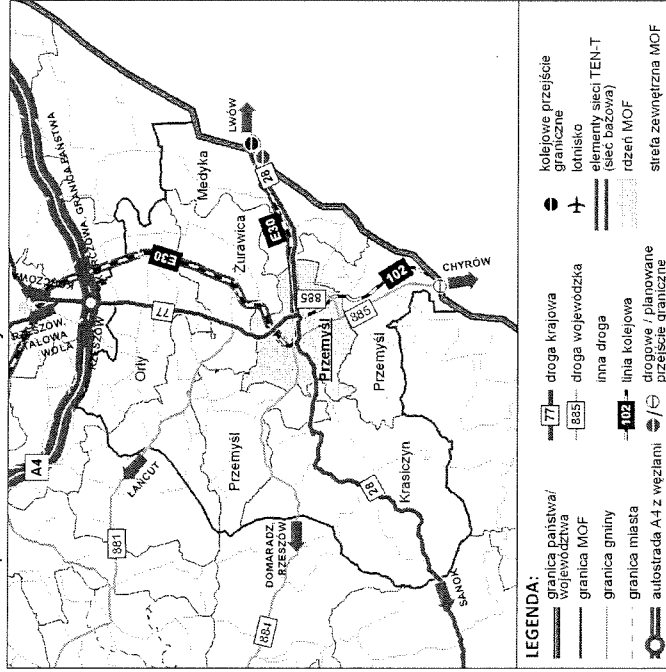 A4
RZESZÓW,
STALOWA
WOLA
RZESZÓW
GRANICA PAŃSTWA
E30
77
Orły
Medyka
Żurawica
LWÓW
28
E30
881
ŁAŃCUT
Przemyśl
885
Przemyśl
102
885
Przemyśl
CHYRÓW
884
DOMARADZ,
RZESZÓW
28
Krasiczyn
SANOK
LEGENDA:
granica państwa/
województwa
granica MOF
granica gminy
granica miasta
autostrada A4 z węzłami
77 droga krajowa
885 droga wojewódzka
inna droga
102 linia kolejowa
drogowe / planowane
przejście graniczne
kolejowe przejście
graniczne
lotnisko
elementy sieci TEN-T
(sieć bazowa)
rdzeń MOF
strefa zewnętrzna MOF